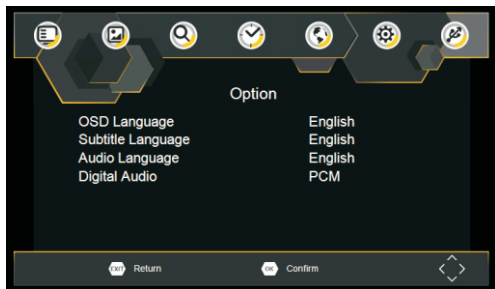 Option
OSD Language English
Subtitle Language English
Audio Language English
Digital Audio PCM
EXIT Return OK Confirm